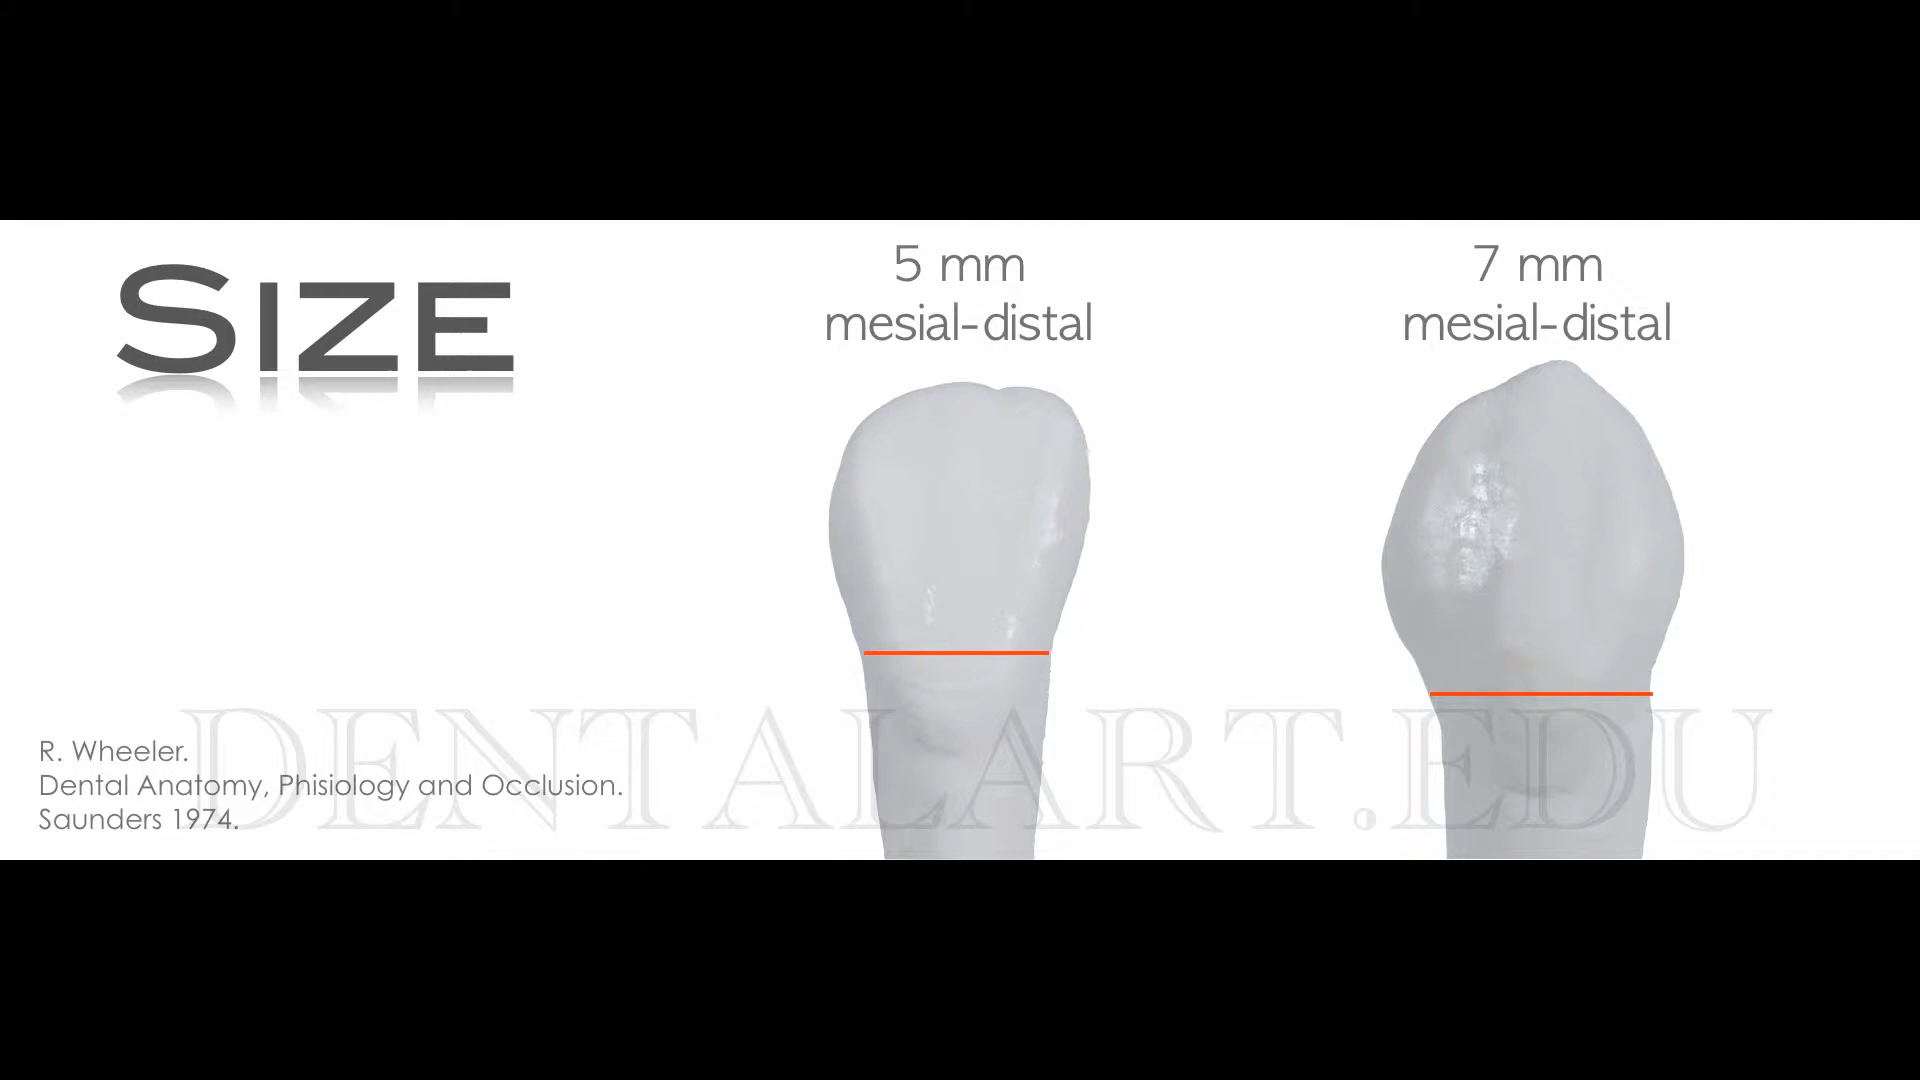 SIZE
5 mm
mesial-distal
7 mm
mesial-distal
R. Wheeler.
Dental Anatomy, Phisiology and Occlusion.
Saunders 1974.
DENTALART.EDU